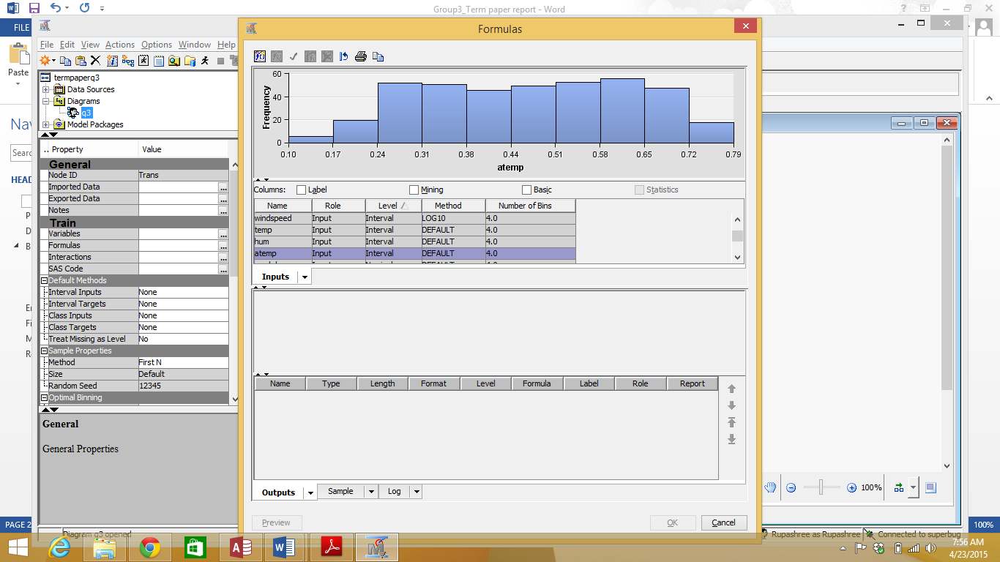 Group3_Term paper report - Word
FILE
Paste
Nav
Sear
HEAD
P
D
B
Er
Fi
M
R
PAGE 2
100%
File Edit View Actions Options Window Help
termpaperq3
Data Sources
Diagrams
q3
Model Packages
.. Property Value
General
Node ID Trans
Imported Data ...
Exported Data ...
Notes ...
Train
Variables ...
Formulas ...
Interactions ...
SAS Code ...
Default Methods
Interval Inputs None
Interval Targets None
Class Inputs None
Class Targets None
Treat Missing as Level No
Sample Properties
Method First N
Size Default
Random Seed 12345
Optimal Binning
General
General Properties
Diagram q3 opened
Formulas
Frequency
60
40
20
0
0.10 0.17 0.24 0.31 0.38 0.44 0.51 0.58 0.65 0.72 0.79
atemp
Columns: Label Mining Basic Statistics
Name Role Level Method Number of Bins
windspeed Input Interval LOG10 4.0
temp Input Interval DEFAULT 4.0
hum Input Interval DEFAULT 4.0
atemp Input Interval DEFAULT 4.0
Inputs
Name Type Length Format Level Formula Label Role Report
Outputs Sample Log
Preview OK Cancel
100%
Rupashree as Rupashree Connected to superbug
7:56 AM
4/23/2015